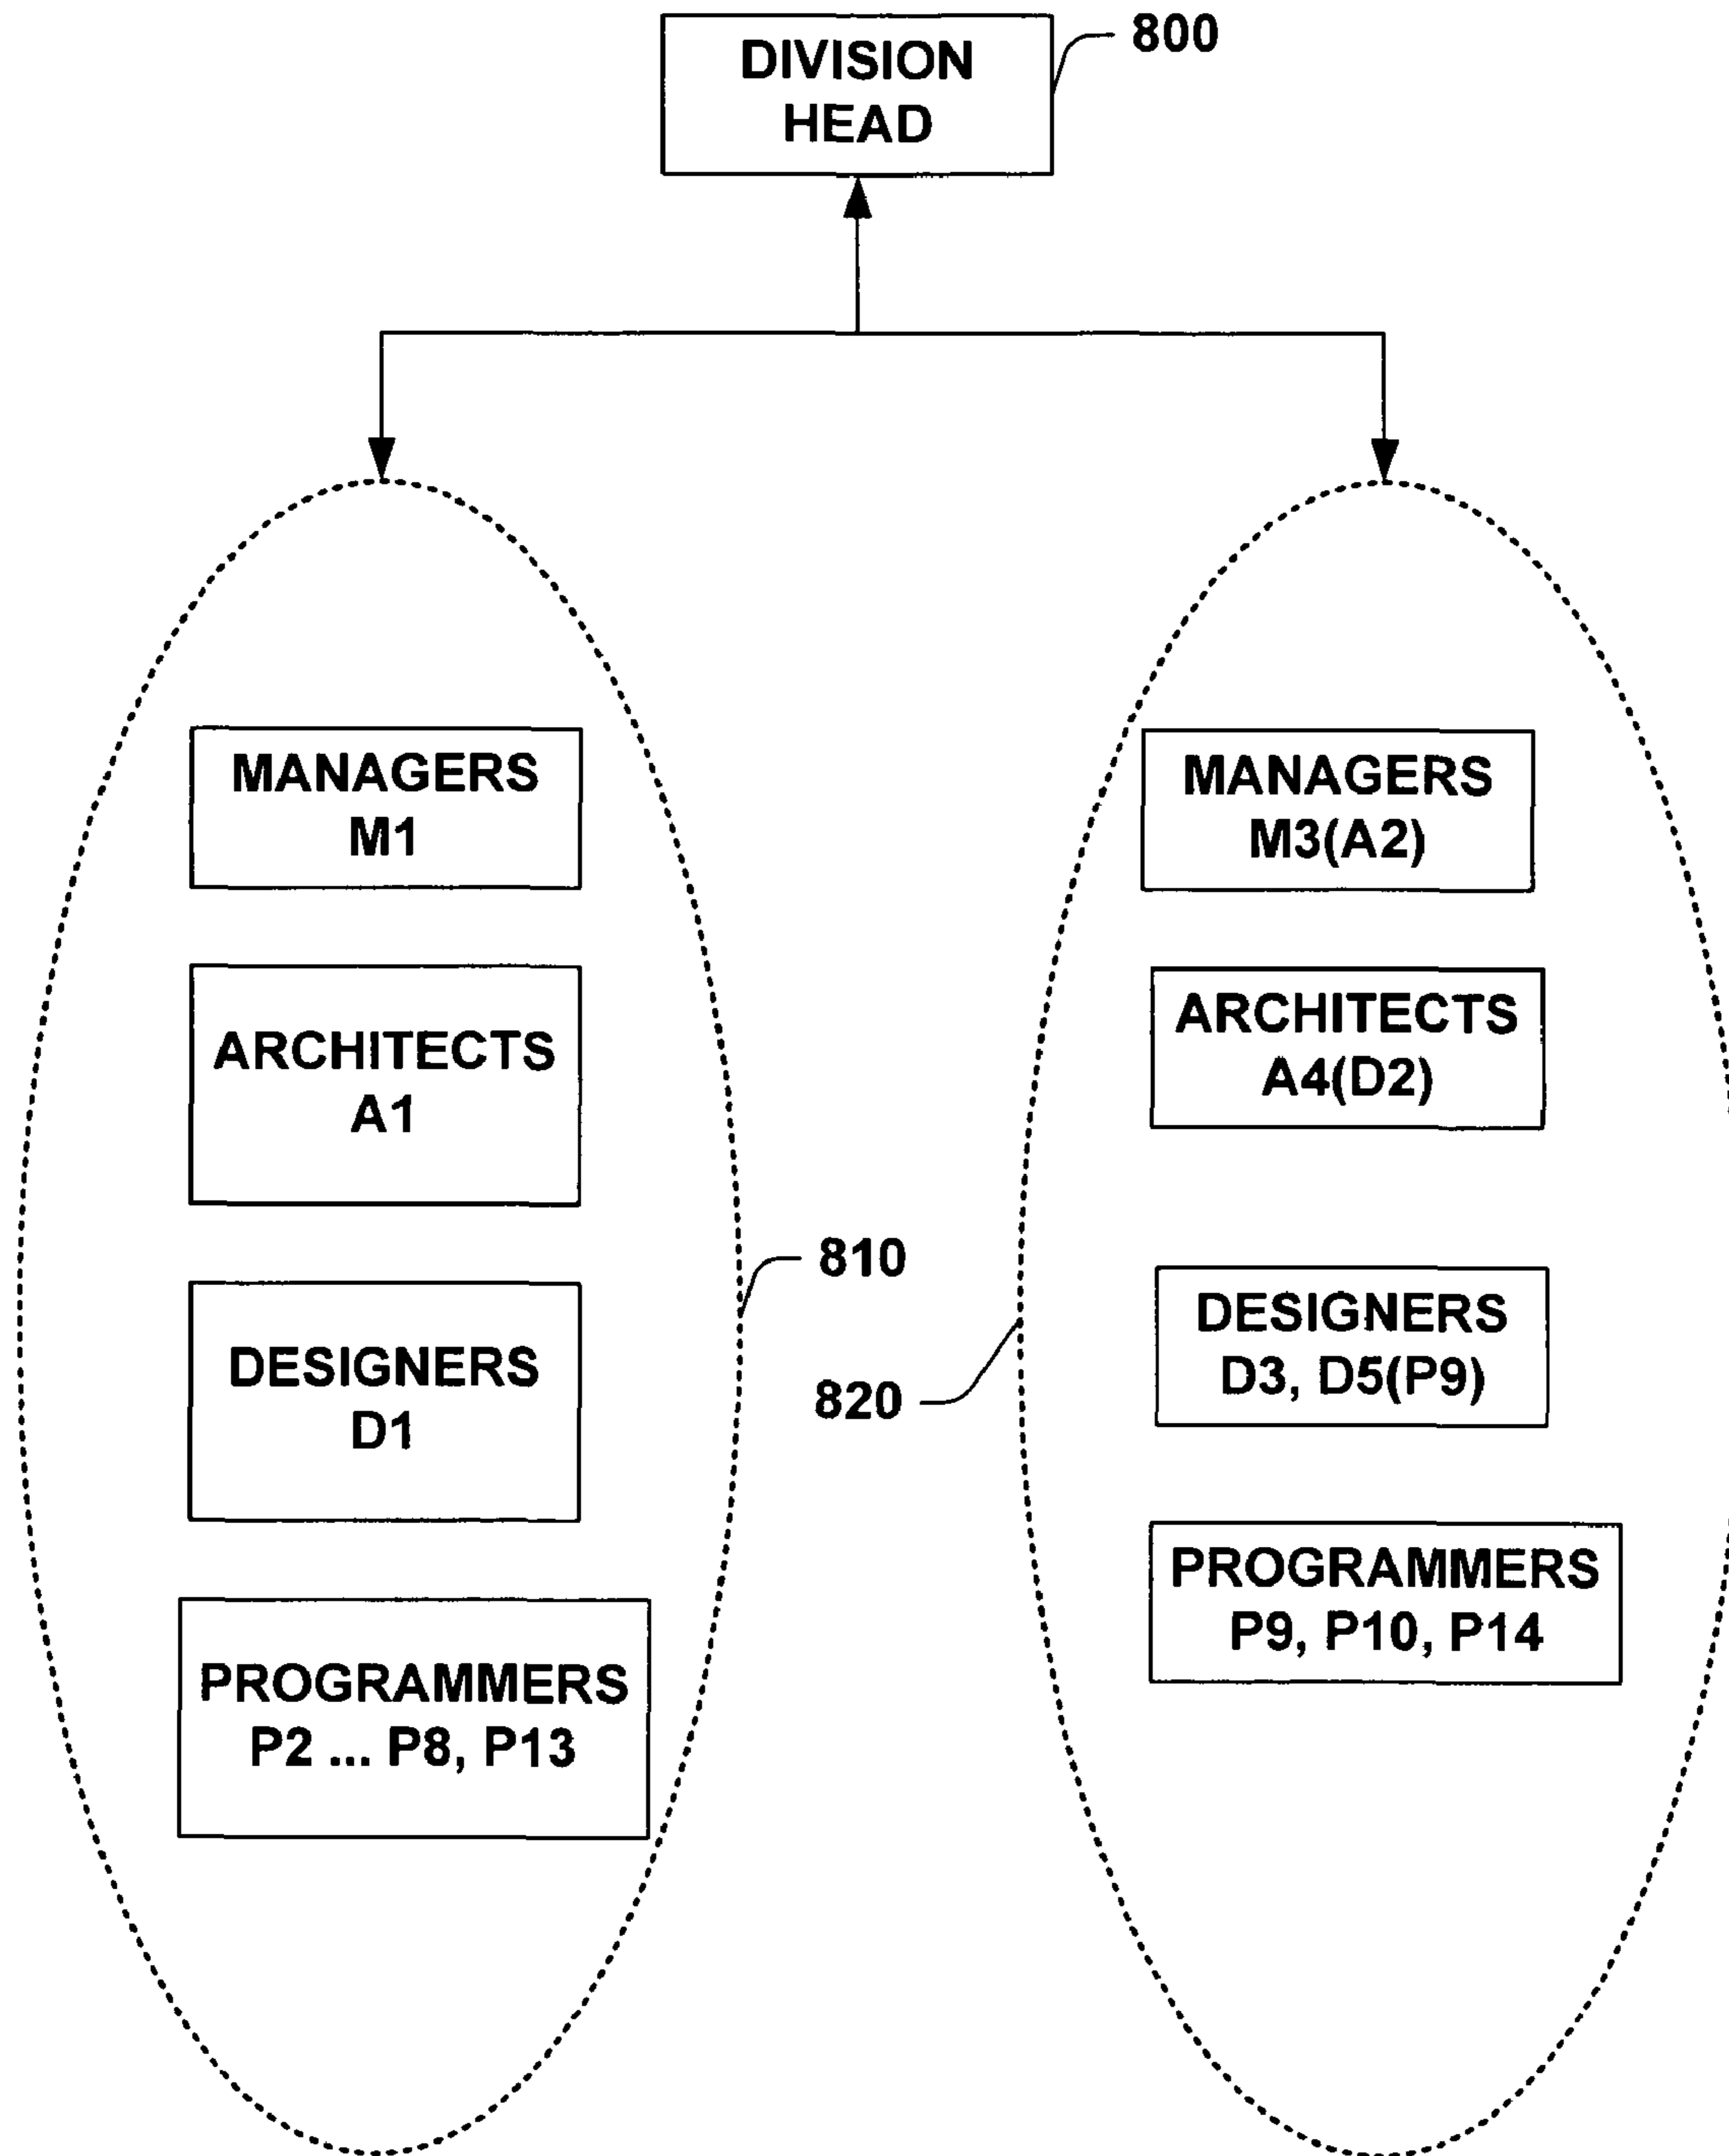 DIVISION
HEAD
800
MANAGERS
M1
ARCHITECTS
A1
DESIGNERS
D1
PROGRAMMERS
P2 ... P8, P13
810
820
MANAGERS
M3(A2)
ARCHITECTS
A4(D2)
DESIGNERS
D3, D5(P9)
PROGRAMMERS
P9, P10, P14